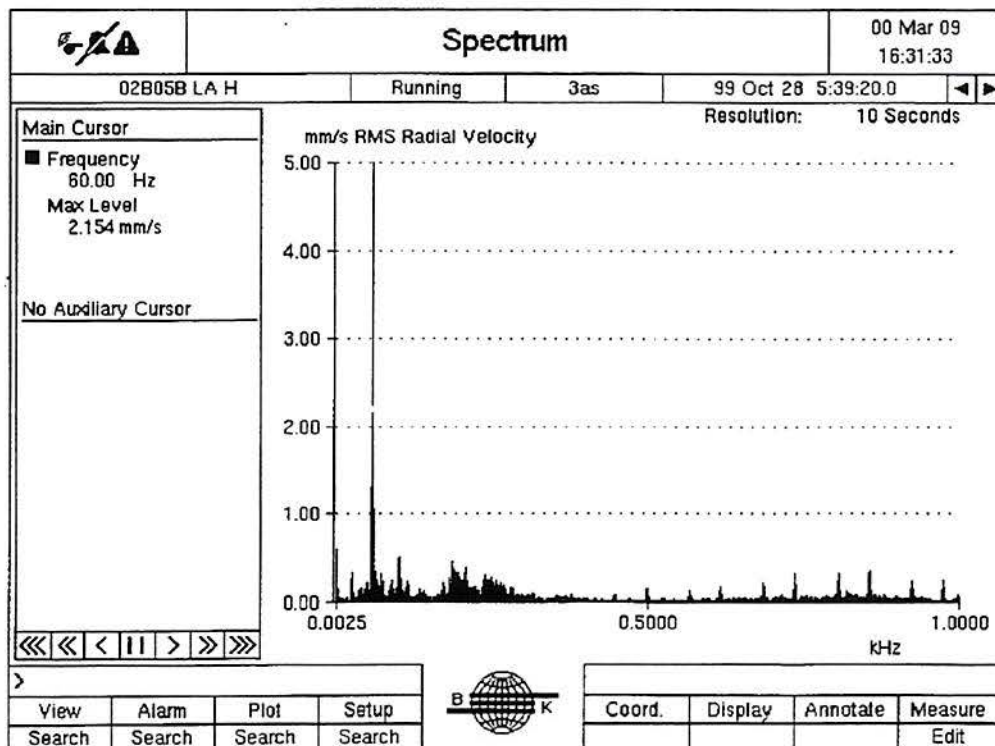 Spectrum
00 Mar 09
16:31:33
02B05B LA H
Running
3as
99 Oct 28 5:39:20.0
Resolution: 10 Seconds
Main Cursor
Frequency
60.00 Hz
Max Level
2.154 mm/s
No Auxiliary Cursor
mm/s RMS Radial Velocity
5.00
4.00
3.00
2.00
1.00
0.00
0.0025 0.5000 1.0000
kHz
>
B K
View Alarm Plot Setup
Search Search Search Search
Coord. Display Annotate Measure
Edit